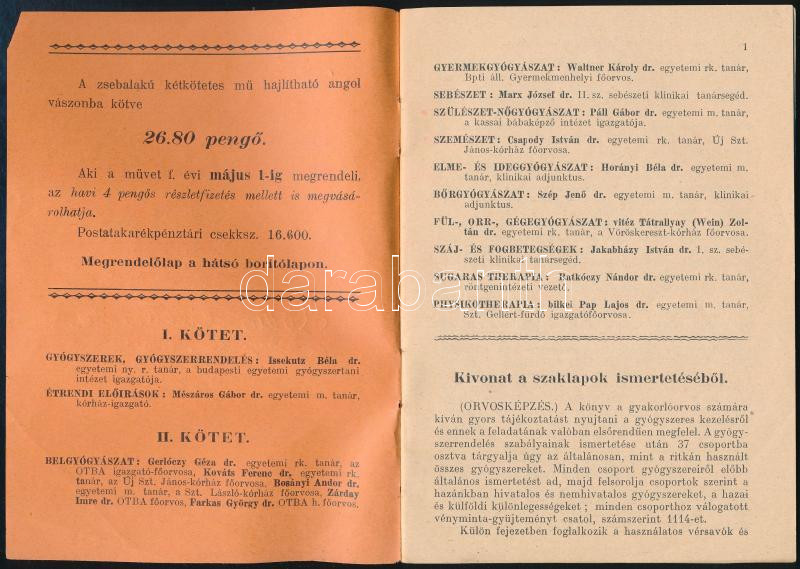 A zsebalakú kétkötetes mű hajlítható angol
vászonba kötve
26.80 pengő.
Aki a művet f. évi május 1-ig megrendeli,
az havi 4 pengős részletfizetés mellett is megvásá-
rolhatja.
Postatakarékpénztári csekksz. 16.600.
Megrendelőlap a hátsó borítólapon.
I. KÖTET.
GYÓGYSZEREK, GYÓGYSZERRENDELÉS: Issekutz Béla dr.
egyetemi ny. r. tanár, a budapesti egyetemi gyógyszertani
intézet igazgatója.
ÉTRENDI ELŐIRÁSOK: Mészáros Gábor dr. egyetemi m. tanár,
kórház-igazgató.
II. KÖTET.
BELGYÓGYÁSZAT: Gerlóczy Géza dr. egyetemi rk. tanár, az
OTBA igazgató-főorvosa, Kováts Ferenc dr. egyetemi rk.
tanár, az Új Szt. János-kórház főorvosa, Bosányi Andor dr.
egyetemi m. tanár, a Szt. László-kórház főorvosa, Zárday
Imre dr. OTBA főorvos, Farkas György dr. OTBA h. főorvos.
1
GYERMEKGYÓGYÁSZAT: Waltner Károly dr. egyetemi rk. tanár,
Bpti áll. Gyermekmenhelyi főorvos.
SEBÉSZET: Marx József dr. II. sz. sebészeti klinikai tanársegéd.
SZÜLÉSZET-NŐGYÓGYÁSZAT: Páll Gábor dr. egyetemi m. tanár,
a kassai bábaképző intézet igazgatója.
SZEMÉSZET: Csapody István dr. egyetemi rk. tanár, Új Szt.
János-kórház főorvosa.
ELME- ÉS IDEGGYÓGYÁSZAT: Horányi Béla dr. egyetemi m.
tanár, klinikai adjunktus.
BŐRGYÓGYÁSZAT: Szép Jenő dr. egyetemi m. tanár, klinikai
adjunktus.
FÜL-, ORR-, GÉGEGYÓGYÁSZAT: vitéz Tátrallyay (Wein) Zol-
tán dr. egyetemi rk. tanár, a Vöröskereszt-kórház főorvosa.
SZÁJ- ÉS FOGBETEGSÉGEK: Jakabházy István dr. I. sz. sebé-
szeti klinikai tanársegéd.
SUGARAS THERAPIA: Ratkóczy Nándor dr. egyetemi rk. tanár,
röntgenintézeti vezető.
PHYSIKOTHERAPIA: bilkei Pap Lajos dr. egyetemi m. tanár,
Szt. Gellért-fürdő igazgatófőorvosa.
Kivonat a szaklapok ismertetéséből.
(ORVOSKÉPZÉS.) A könyv a gyakorlóorvos számára
kíván gyors tájékoztatást nyujtani a gyógyszeres kezelésről
és ennek a feladatának valóban elsőrendűen megfelel. A gyógy-
szerrendelés szabályainak ismertetése után 37 csoportba
osztva tárgyalja úgy az általánosan, mint a ritkán használt
összes gyógyszereket. Minden csoport gyógyszereiről előbb
általános ismertetést ad, majd felsorolja csoportok szerint a
hazánkban hivatalos és nemhivatalos gyógyszereket, a hazai
és külföldi különlegességeket; minden csoporthoz válogatott
vényminta-gyüjteményt csatol, számszerint 1114-et.
Külön fejezetben foglalkozik a használatos vérsavók és
darabanth